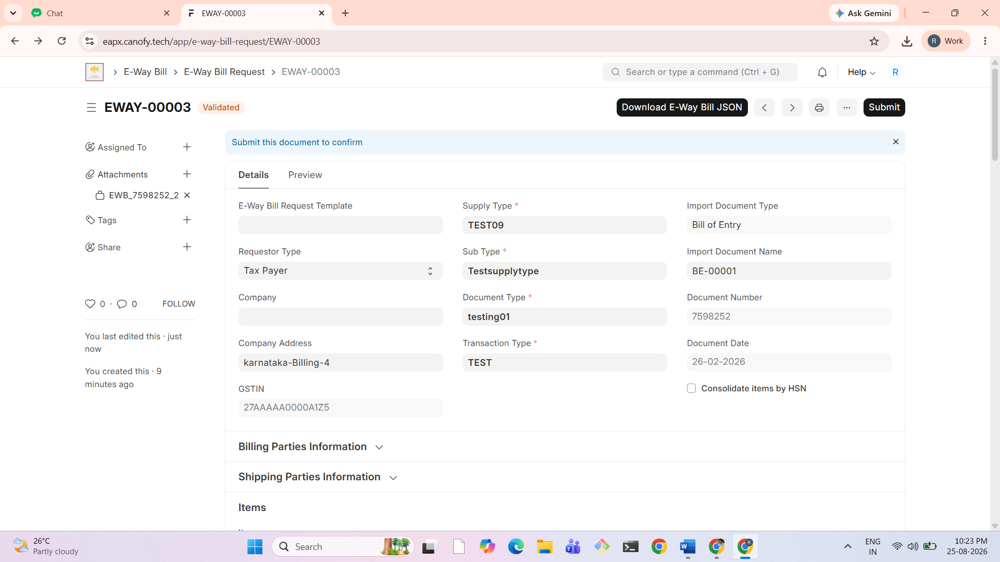 Chat
EWAY-00003
Ask Gemini
eapx.canofy.tech/app/e-way-bill-request/EWAY-00003
R Work
E-Way Bill
E-Way Bill Request
EWAY-00003
Search or type a command (Ctrl + G)
Help
R
EWAY-00003
Validated
Download E-Way Bill JSON
Submit
Assigned To
Attachments
EWB_7598252_2
Tags
Share
0 · 0
FOLLOW
You last edited this · just
now
You created this · 9
minutes ago
Submit this document to confirm
Details
Preview
E-Way Bill Request Template
Requestor Type
Tax Payer
Company
Company Address
karnataka-Billing-4
GSTIN
27AAAAA0000A1Z5
Supply Type *
TEST09
Sub Type *
Testsupplytype
Document Type *
testing01
Transaction Type *
TEST
Import Document Type
Bill of Entry
Import Document Name
BE-00001
Document Number
7598252
Document Date
26-02-2026
Consolidate items by HSN
Billing Parties Information
Shipping Parties Information
Items
26°C
Partly cloudy
Search
ENG
IN
10:23 PM
25-08-2026